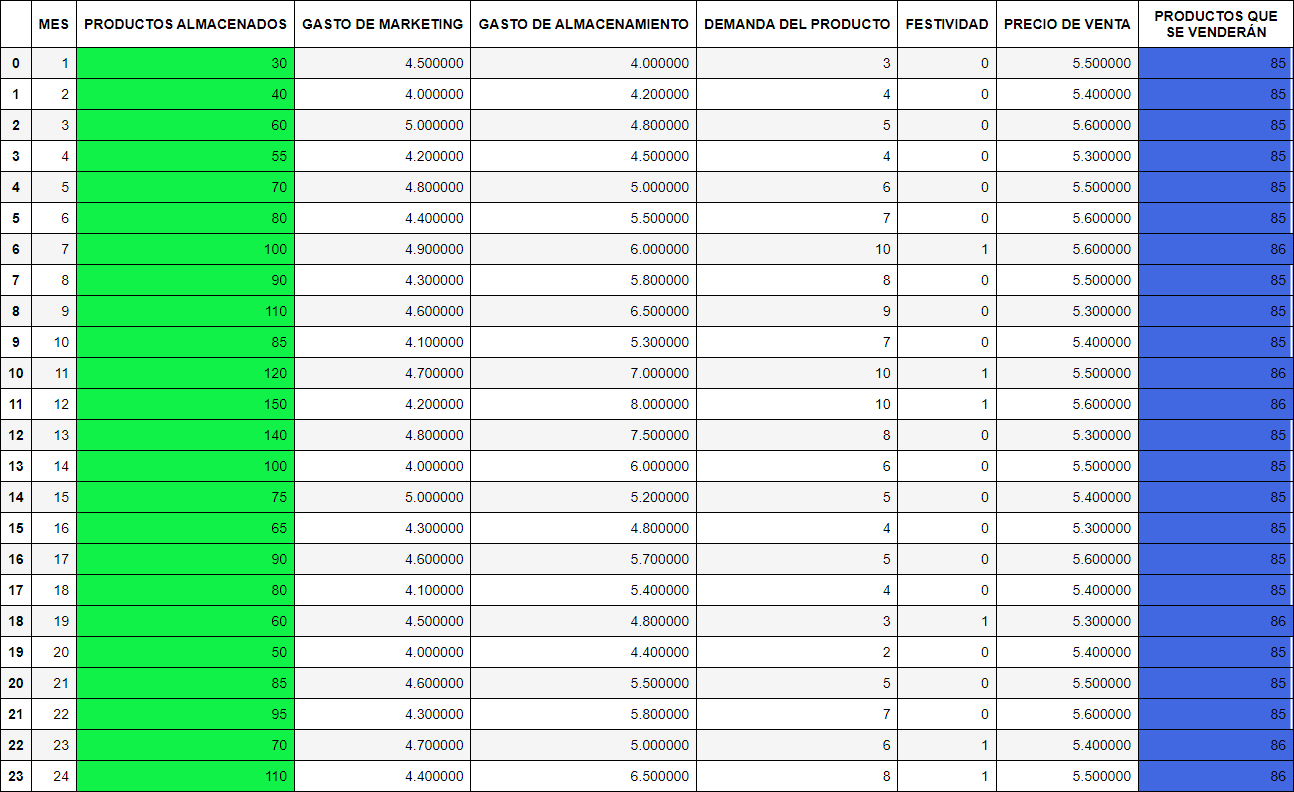 MES PRODUCTOS ALMACENADOS GASTO DE MARKETING GASTO DE ALMACENAMIENTO DEMANDA DEL PRODUCTO FESTIVIDAD PRECIO DE VENTA PRODUCTOS QUE
SE VENDERÁN
0 1 30 4.500000 4.000000 3 0 5.500000 85
1 2 40 4.000000 4.200000 4 0 5.400000 85
2 3 60 5.000000 4.800000 5 0 5.600000 85
3 4 55 4.200000 4.500000 4 0 5.300000 85
4 5 70 4.800000 5.000000 6 0 5.500000 85
5 6 80 4.400000 5.500000 7 0 5.600000 85
6 7 100 4.900000 6.000000 10 1 5.600000 86
7 8 90 4.300000 5.800000 8 0 5.500000 85
8 9 110 4.600000 6.500000 9 0 5.300000 85
9 10 85 4.100000 5.300000 7 0 5.400000 85
10 11 120 4.700000 7.000000 10 1 5.500000 86
11 12 150 4.200000 8.000000 10 1 5.600000 86
12 13 140 4.800000 7.500000 8 0 5.300000 85
13 14 100 4.000000 6.000000 6 0 5.500000 85
14 15 75 5.000000 5.200000 5 0 5.400000 85
15 16 65 4.300000 4.800000 4 0 5.300000 85
16 17 90 4.600000 5.700000 5 0 5.600000 85
17 18 80 4.100000 5.400000 4 0 5.400000 85
18 19 60 4.500000 4.800000 3 1 5.300000 86
19 20 50 4.000000 4.400000 2 0 5.400000 85
20 21 85 4.600000 5.500000 5 0 5.500000 85
21 22 95 4.300000 5.800000 7 0 5.600000 85
22 23 70 4.700000 5.000000 6 1 5.400000 86
23 24 110 4.400000 6.500000 8 1 5.500000 86